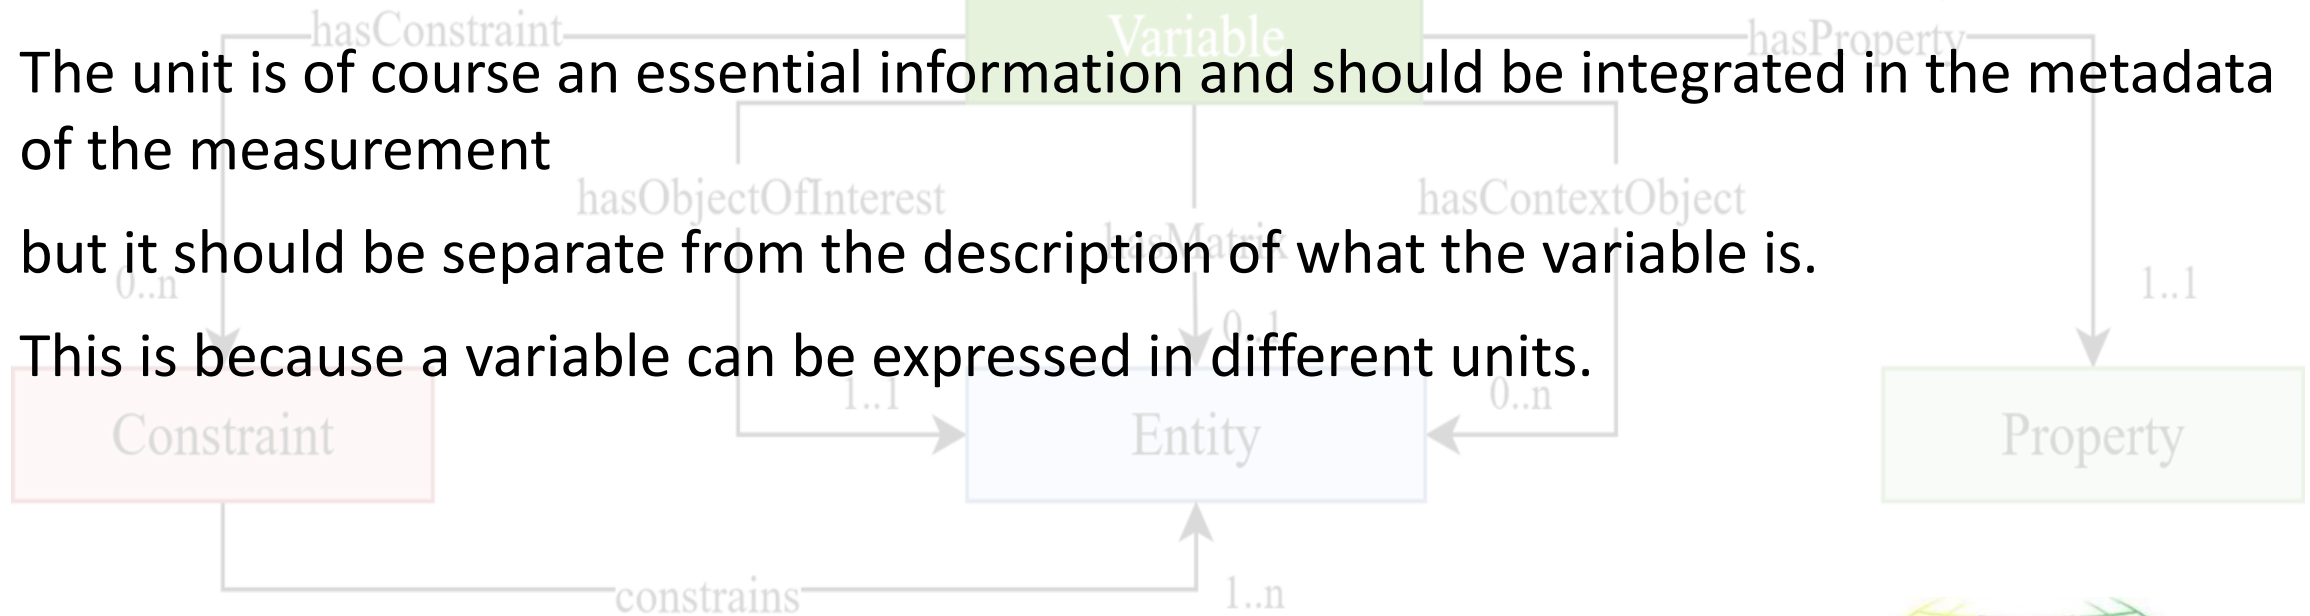 hasConstraint
Variable
hasProperty
The unit is of course an essential information and should be integrated in the metadata
of the measurement
hasObjectOfInterest
hasContextObject
hasMatrix
but it should be separate from the description of what the variable is.
0..n
1..1
0..1
This is because a variable can be expressed in different units.
1..1
0..n
Constraint
Entity
Property
constrains
1..n